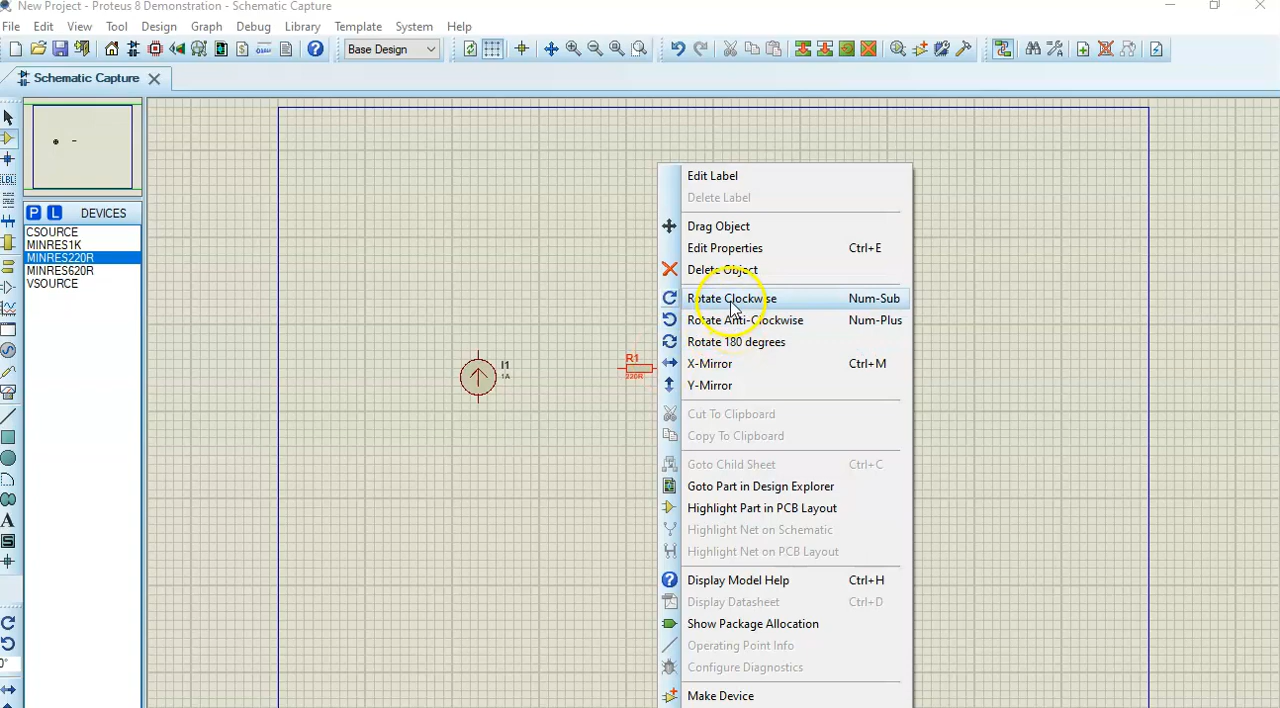 New Project - Proteus 8 Demonstration - Schematic Capture
File Edit View Tool Graph Debug Library Template Design System Help
Base Design
Schematic Capture
P L DEVICES
CSOURCE
MINRES1K
MINRES220R
MINRES620R
VSOURCE
LBL
A
S
0°
I1
1A
R1
220R
Edit Label
Delete Label
Drag Object
Edit Properties Ctrl+E
Delete Object
Rotate Clockwise Num-Sub
Rotate Anti-Clockwise Num-Plus
Rotate 180 degrees
X-Mirror Ctrl+M
Y-Mirror
Cut To Clipboard
Copy To Clipboard
Goto Child Sheet Ctrl+C
Goto Part in Design Explorer
Highlight Part in PCB Layout
Highlight Net on Schematic
Highlight Net on PCB Layout
Display Model Help Ctrl+H
Display Datasheet Ctrl+D
Show Package Allocation
Operating Point Info
Configure Diagnostics
Make Device